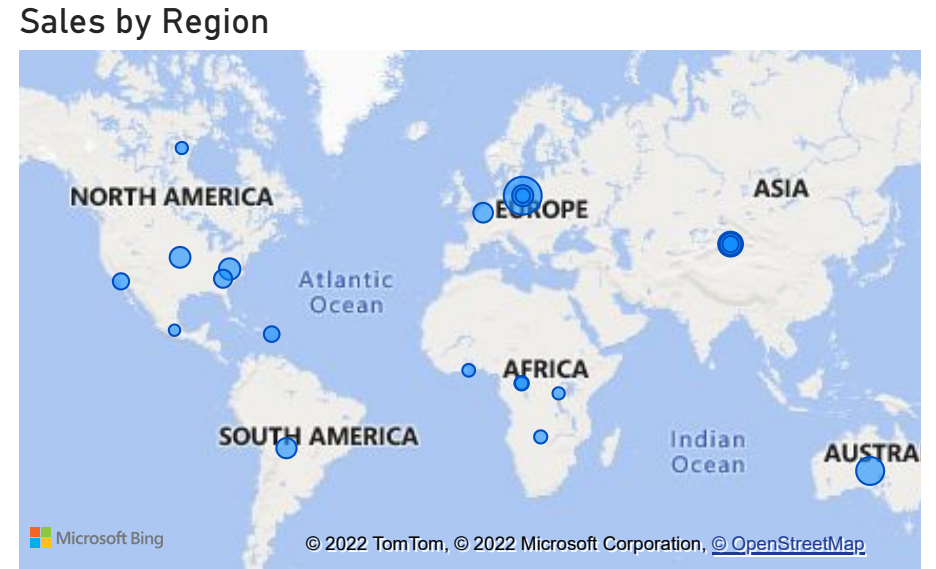 Sales by Region
NORTH AMERICA
EUROPE
ASIA
Atlantic
Ocean
AFRICA
SOUTH AMERICA
Indian
Ocean
AUSTRA
Microsoft Bing
© 2022 TomTom, © 2022 Microsoft Corporation, © OpenStreetMap